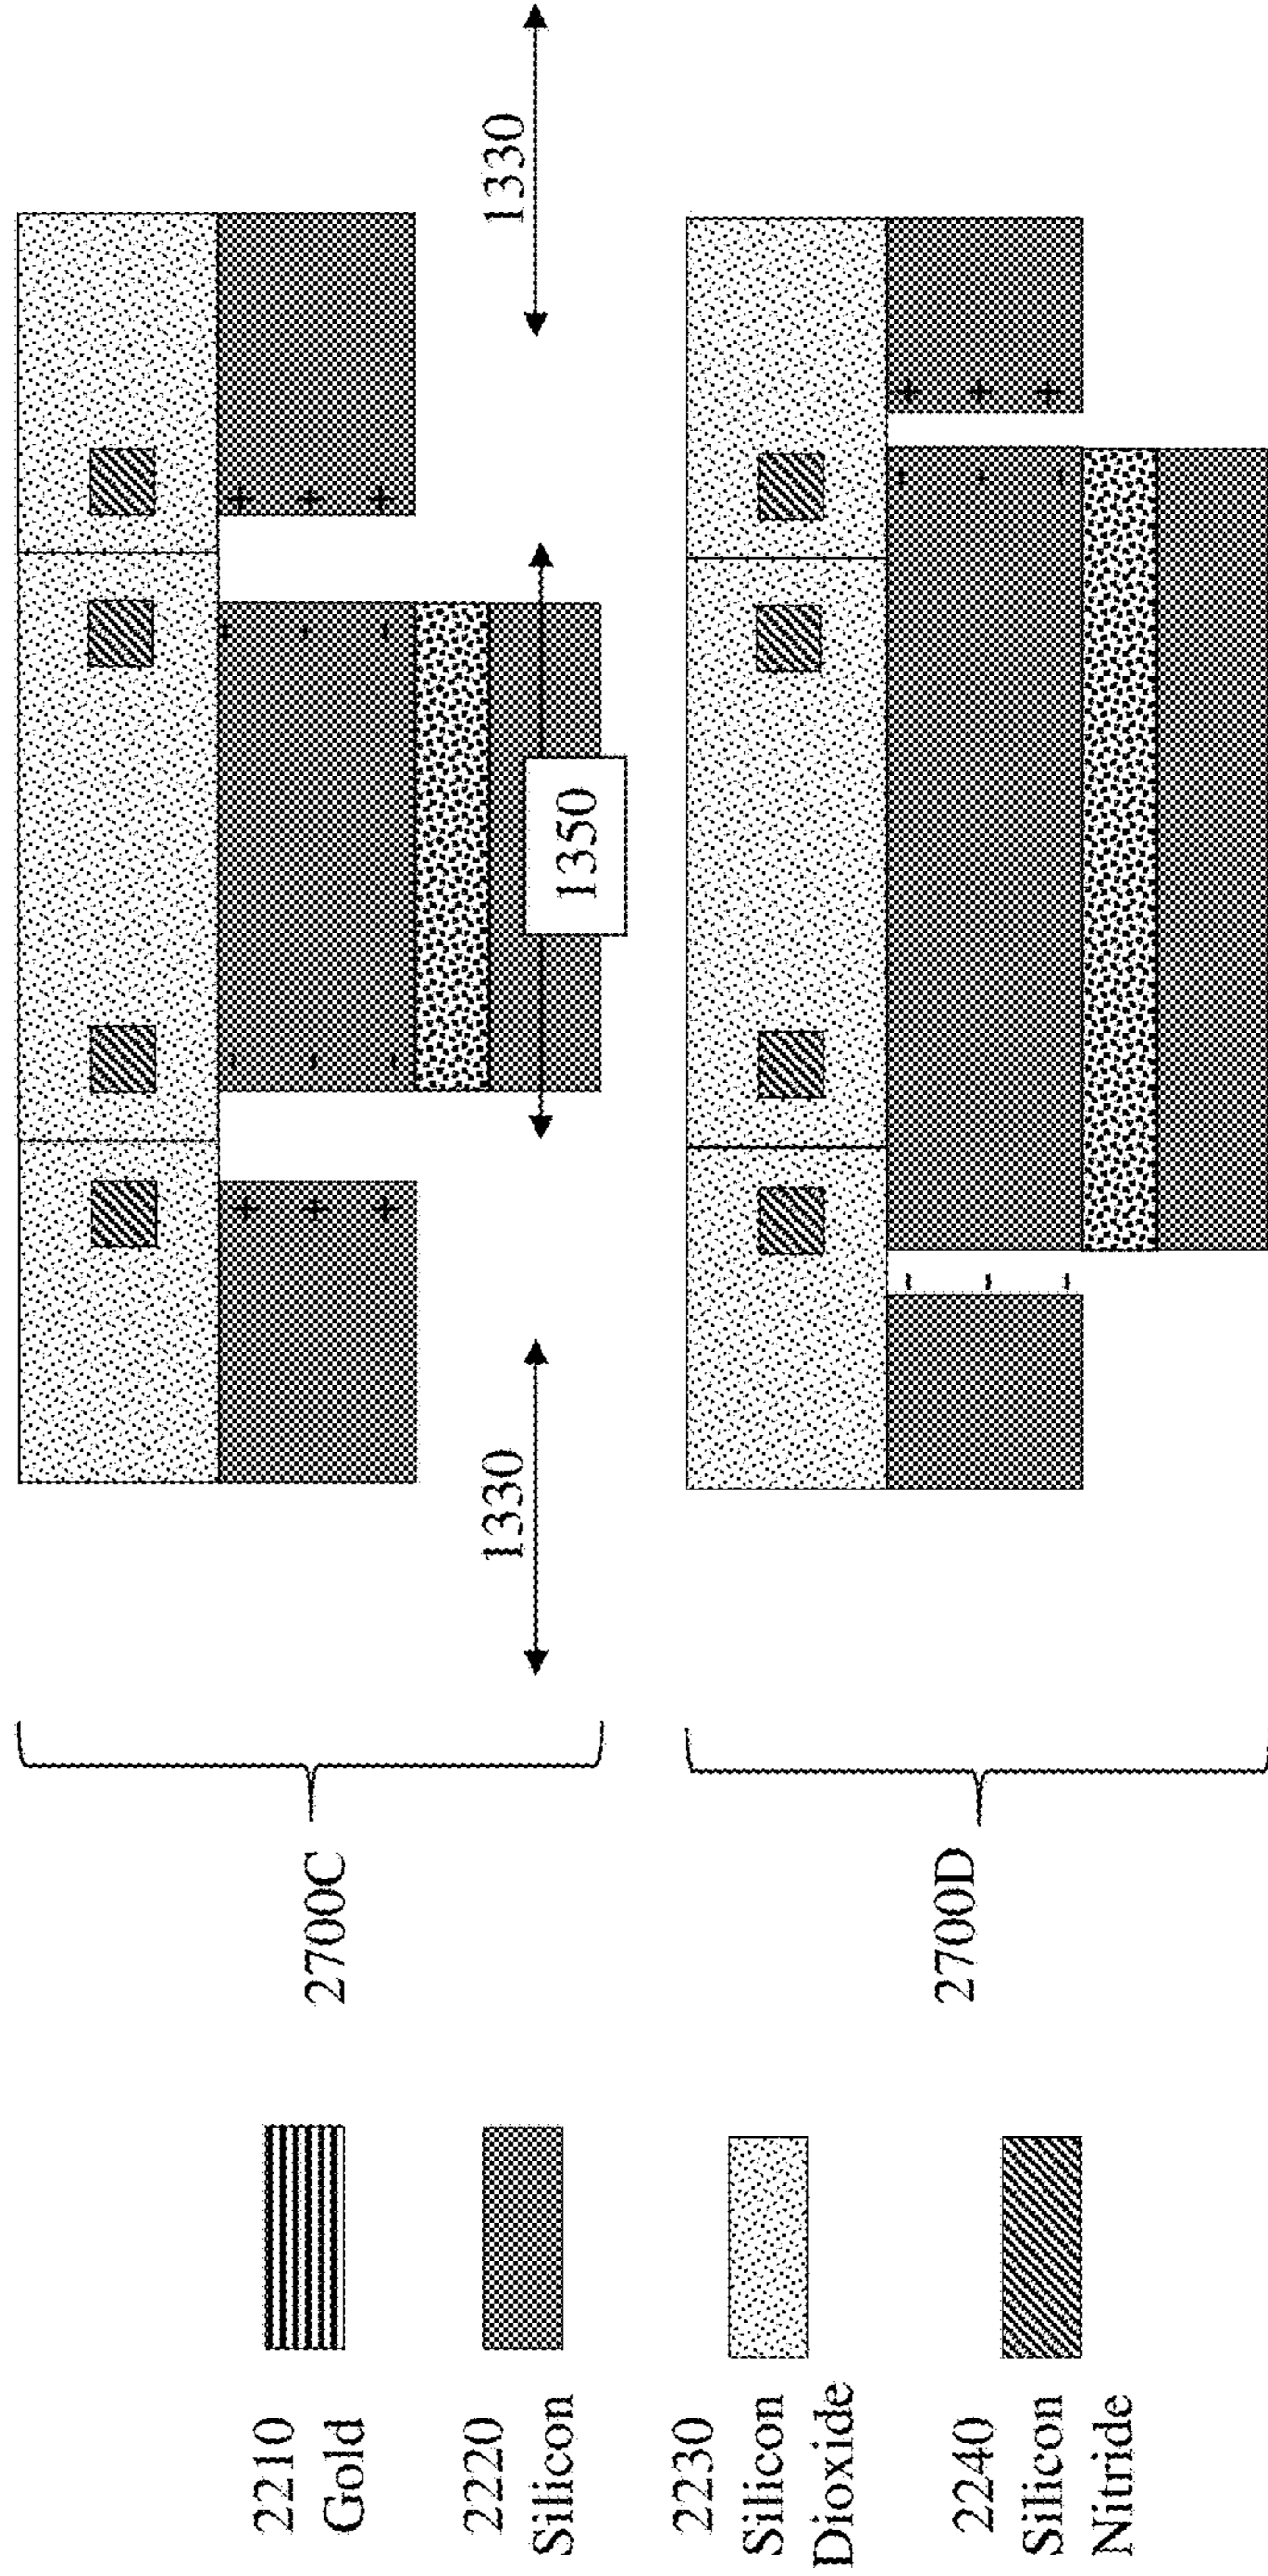 1330
1350
1330
2700C
2700D
2210
Gold
2220
Silicon
2230
Silicon
Dioxide
2240
Silicon
Nitride